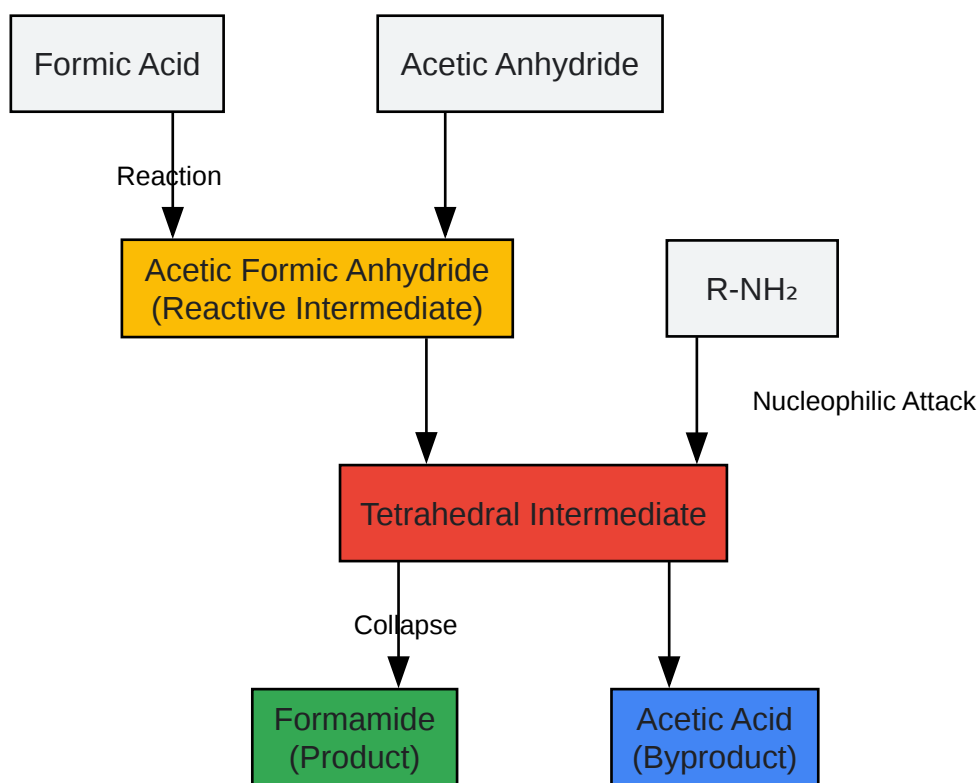 Formic Acid
Acetic Anhydride
Reaction
Acetic Formic Anhydride
(Reactive Intermediate)
R-NH₂
Nucleophilic Attack
Tetrahedral Intermediate
Collapse
Formamide
(Product)
Acetic Acid
(Byproduct)